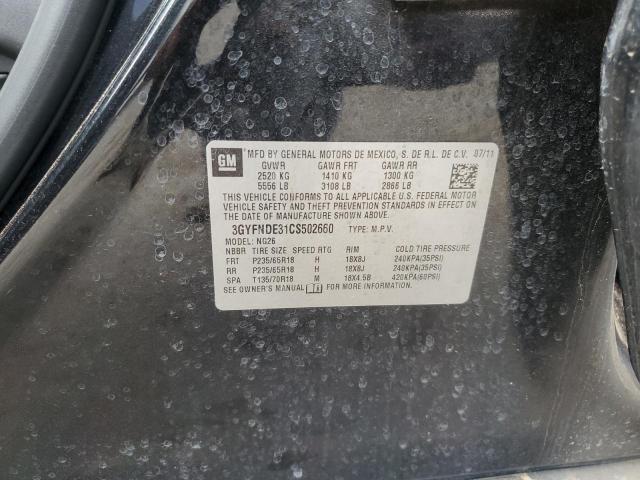 GM
MFD BY GENERAL MOTORS DE MEXICO, S. DE R.L. DE C.V. 07/11
GVWR GAWR FRT GAWR RR
2520 KG 1410 KG 1300 KG
5556 LB 3108 LB 2866 LB
THIS VEHICLE CONFORMS TO ALL APPLICABLE U.S. FEDERAL MOTOR
VEHICLE SAFETY AND THEFT PREVENTION STANDARDS IN EFFECT ON
THE DATE OF MANUFACTURE SHOWN ABOVE.
3GYFNDE31CS502660 TYPE: M.P.V.
MODEL: NG26
NBBR TIRE SIZE SPEED RTG RIM COLD TIRE PRESSURE
FRT P235/65R18 H 18X8J 240KPA(35PSI)
RR P235/65R18 H 18X8J 240KPA(35PSI)
SPA T135/70R18 M 18X4.5B 420KPA(60PSI)
SEE OWNER'S MANUAL FOR MORE INFORMATION.